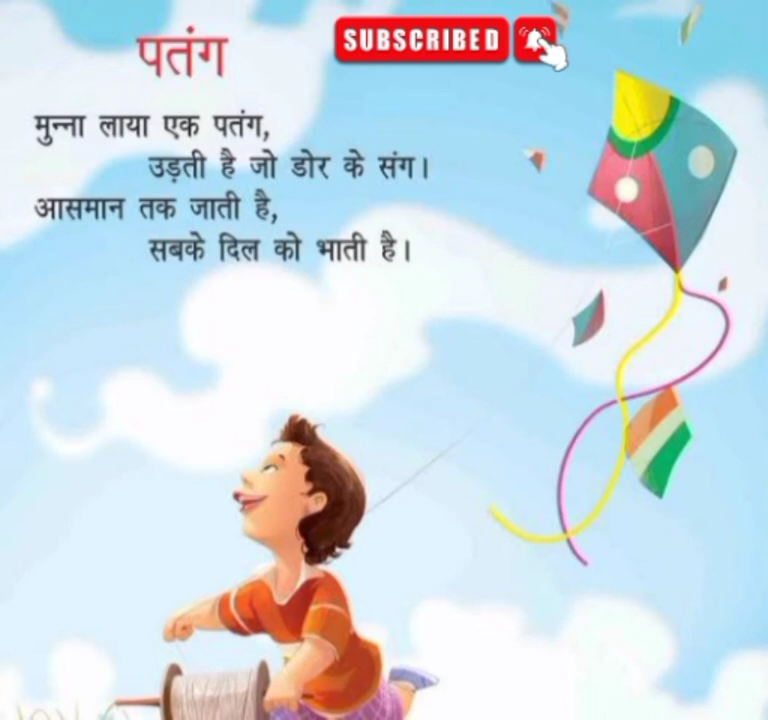 SUBSCRIBED
पतंग
मुन्ना लाया एक पतंग,
उड़ती है जो डोर के संग।
आसमान तक जाती है,
सबके दिल को भाती है।